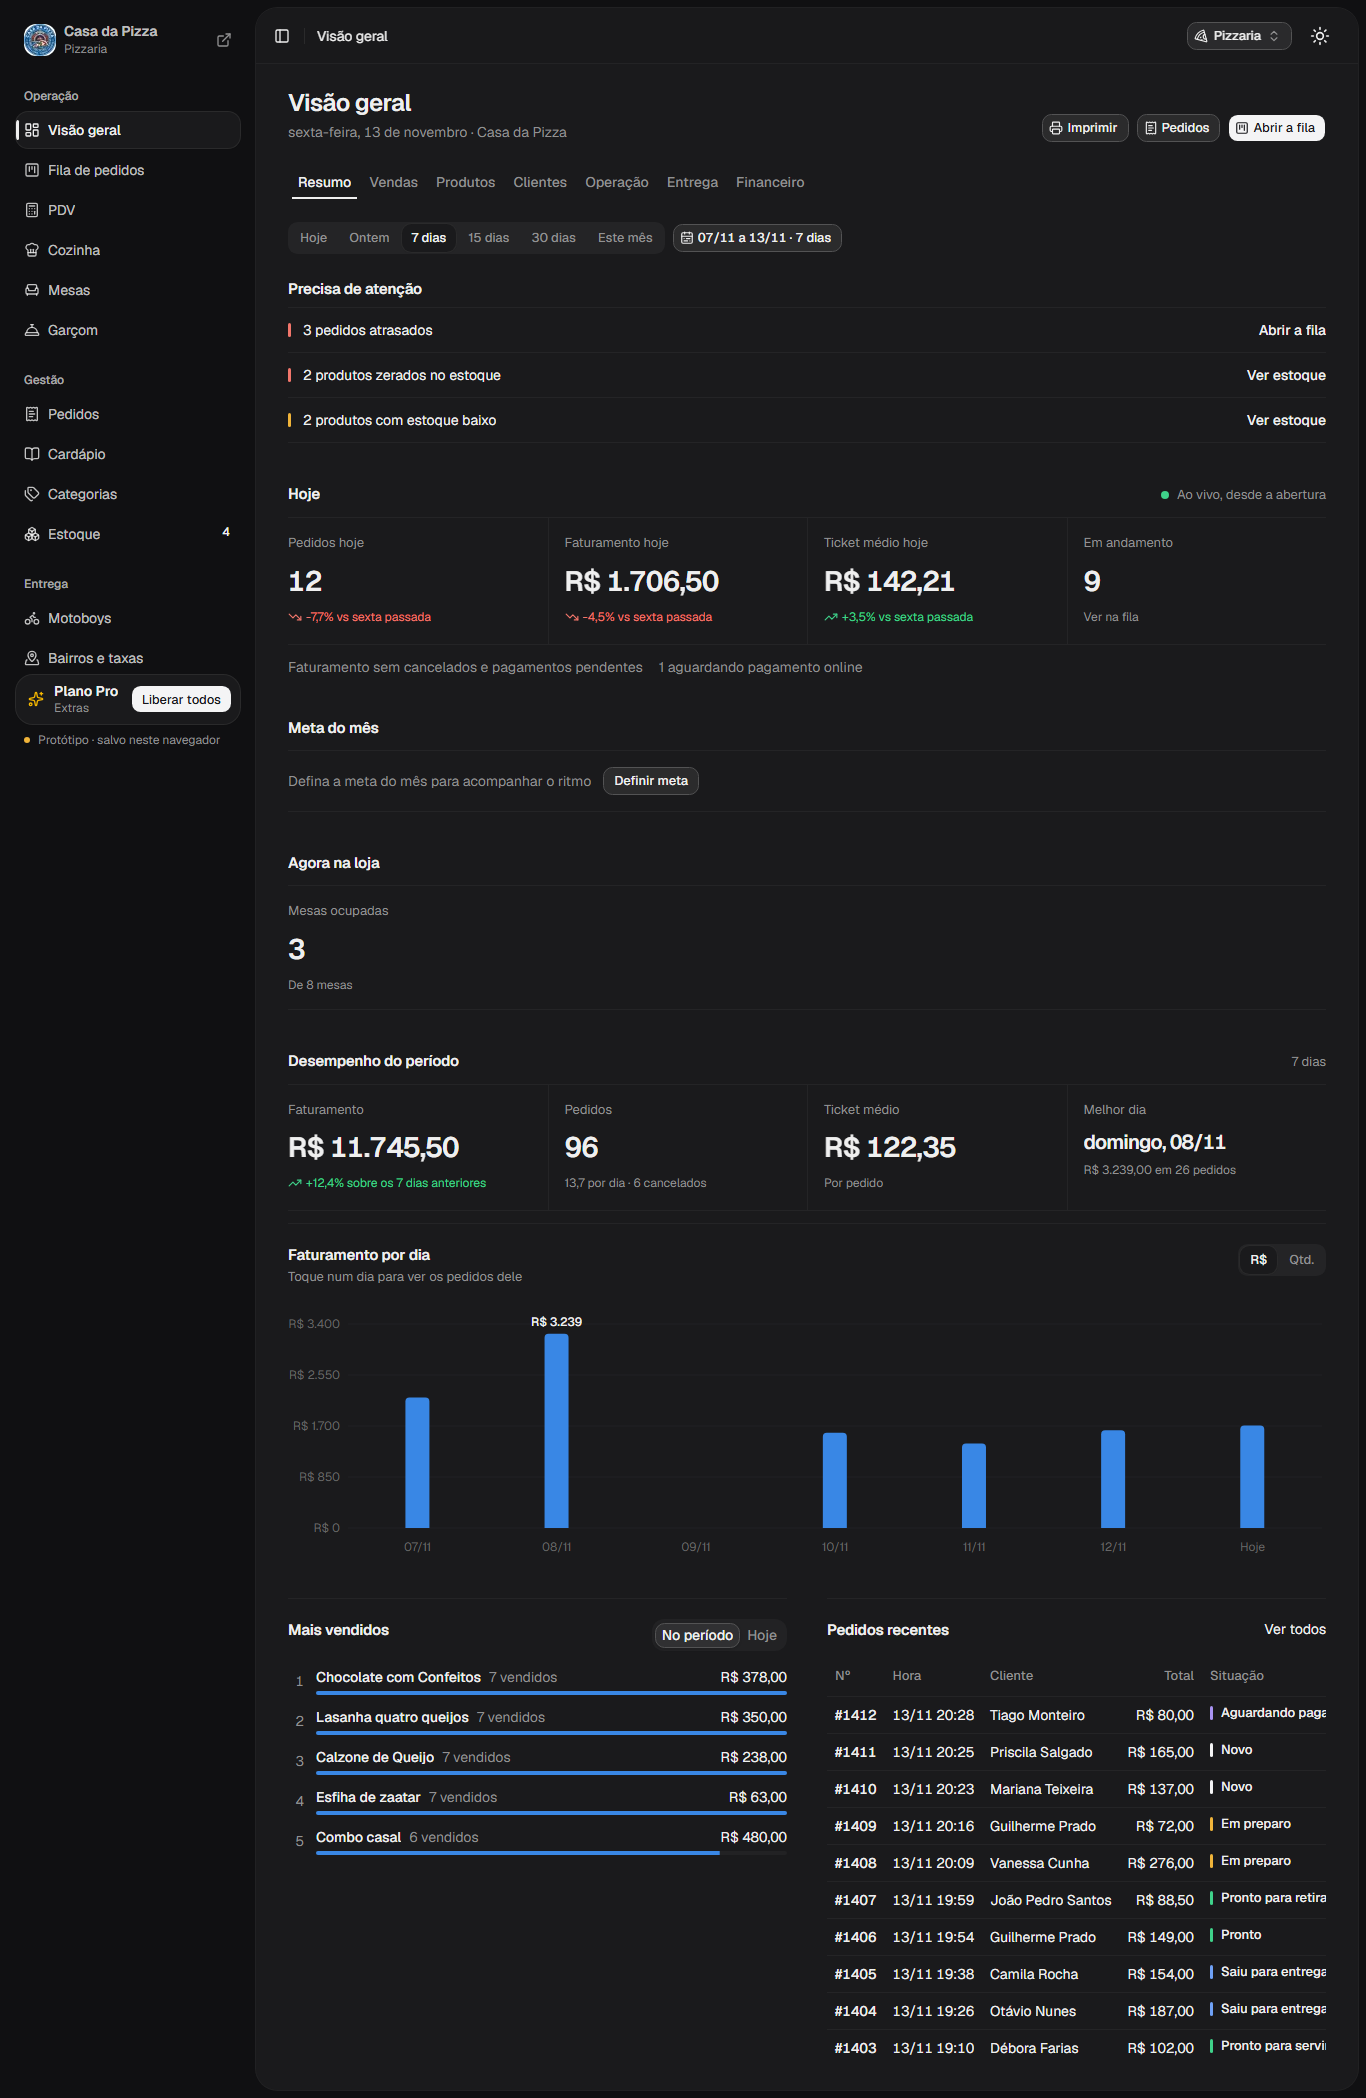 Casa da Pizza
Pizzaria
Operação
Visão geral
Fila de pedidos
PDV
Cozinha
Mesas
Garçom
Gestão
Pedidos
Cardápio
Categorias
Estoque 4
Entrega
Motoboys
Bairros e taxas
Plano Pro
Extras
Liberar todos
Protótipo · salvo neste navegador
Visão geral
Pizzaria
Visão geral
sexta-feira, 13 de novembro · Casa da Pizza
Imprimir Pedidos Abrir a fila
Resumo Vendas Produtos Clientes Operação Entrega Financeiro
Hoje Ontem 7 dias 15 dias 30 dias Este mês 07/11 a 13/11 · 7 dias
Precisa de atenção
3 pedidos atrasados Abrir a fila
2 produtos zerados no estoque Ver estoque
2 produtos com estoque baixo Ver estoque
Hoje Ao vivo, desde a abertura
Pedidos hoje Faturamento hoje Ticket médio hoje Em andamento
12 R$ 1.706,50 R$ 142,21 9
-7,7% vs sexta passada -4,5% vs sexta passada +3,5% vs sexta passada Ver na fila
Faturamento sem cancelados e pagamentos pendentes 1 aguardando pagamento online
Meta do mês
Defina a meta do mês para acompanhar o ritmo Definir meta
Agora na loja
Mesas ocupadas
3
De 8 mesas
Desempenho do período 7 dias
Faturamento Pedidos Ticket médio Melhor dia
R$ 11.745,50 96 R$ 122,35 domingo, 08/11
+12,4% sobre os 7 dias anteriores 13,7 por dia · 6 cancelados Por pedido R$ 3.239,00 em 26 pedidos
Faturamento por dia R$ Qtd.
Toque num dia para ver os pedidos dele
R$ 3.400
R$ 3.239
R$ 2.550
R$ 1.700
R$ 850
R$ 0
07/11 08/11 09/11 10/11 11/11 12/11 Hoje
Mais vendidos No período Hoje
1 Chocolate com Confeitos 7 vendidos R$ 378,00
2 Lasanha quatro queijos 7 vendidos R$ 350,00
3 Calzone de Queijo 7 vendidos R$ 238,00
4 Esfiha de zaatar 7 vendidos R$ 63,00
5 Combo casal 6 vendidos R$ 480,00
Pedidos recentes Ver todos
Nº Hora Cliente Total Situação
#1412 13/11 20:28 Tiago Monteiro R$ 80,00 Aguardando paga
#1411 13/11 20:25 Priscila Salgado R$ 165,00 Novo
#1410 13/11 20:23 Mariana Teixeira R$ 137,00 Novo
#1409 13/11 20:16 Guilherme Prado R$ 72,00 Em preparo
#1408 13/11 20:09 Vanessa Cunha R$ 276,00 Em preparo
#1407 13/11 19:59 João Pedro Santos R$ 88,50 Pronto para retira
#1406 13/11 19:54 Guilherme Prado R$ 149,00 Pronto
#1405 13/11 19:38 Camila Rocha R$ 154,00 Saiu para entrega
#1404 13/11 19:26 Otávio Nunes R$ 187,00 Saiu para entrega
#1403 13/11 19:10 Débora Farias R$ 102,00 Pronto para servi